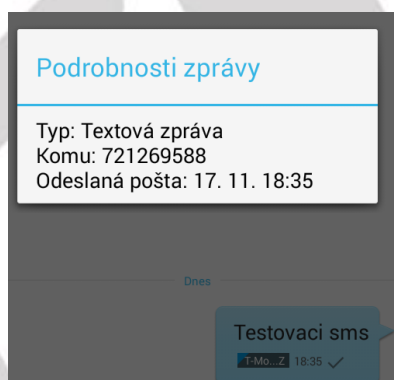 Podrobnosti zprávy
Typ: Textová zpráva
Komu: 721269588
Odeslaná pošta: 17. 11. 18:35
Dnes
Testovaci sms
T-Mo...Z 18:35